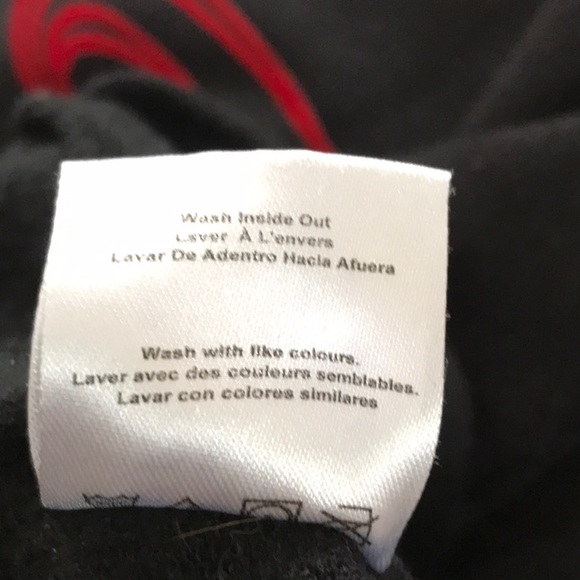 Wash Inside Out
Laver À L'envers
Lavar De Adentro Hacia Afuera
Wash with like colours.
Laver avec des couleurs semblables.
Lavar con colores similares